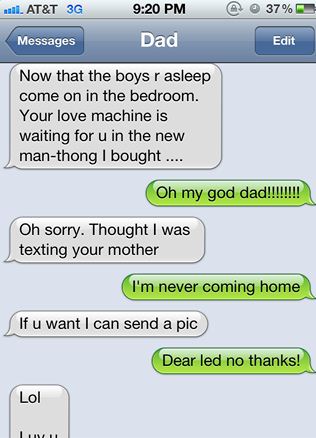 AT&T 3G 9:20 PM 37%
Messages Dad Edit
Now that the boys r asleep
come on in the bedroom.
Your love machine is
waiting for u in the new
man-thong I bought ....
Oh my god dad!!!!!!!!
Oh sorry. Thought I was
texting your mother
I'm never coming home
If u want I can send a pic
Dear led no thanks!
Lol
Luv u